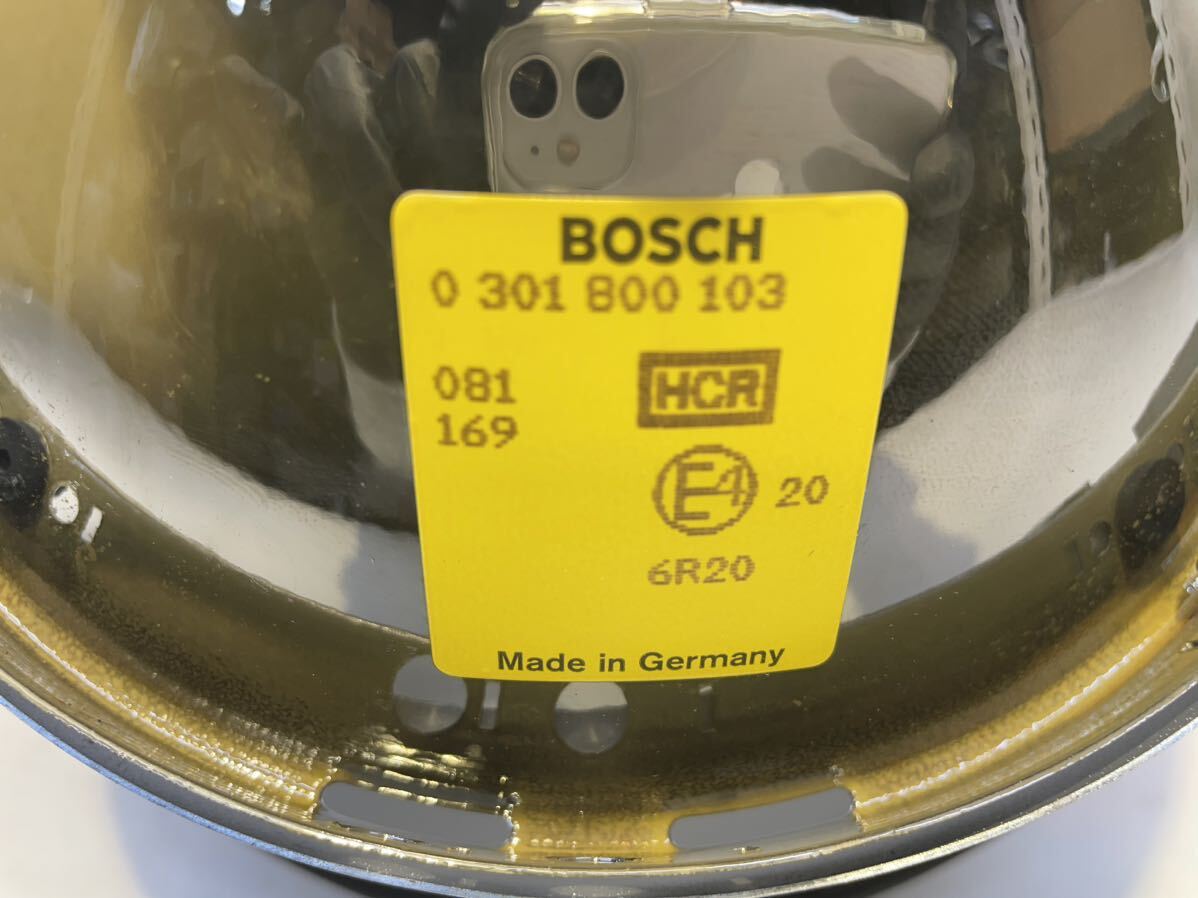 BOSCH
0 301 800 103
081
169
HCR
E4 20
6R20
Made in Germany